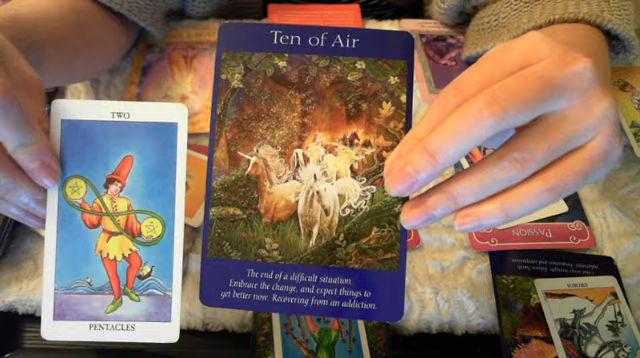 Ten of Air
TWO
PENTACLES
The end of a difficult situation.
Embrace the change, and expect things to
get better now. Recovering from an addiction.
PASSION